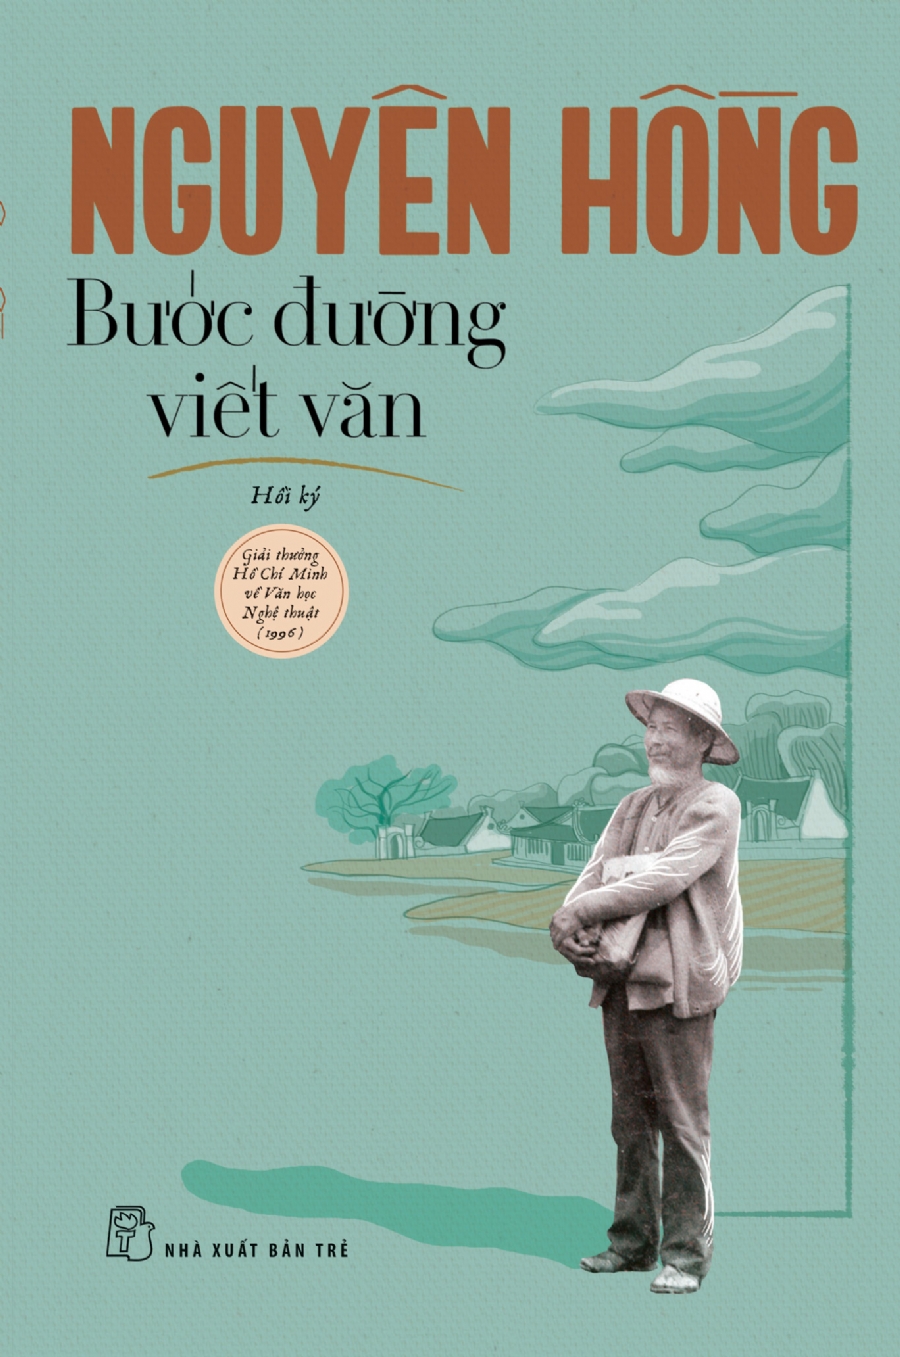 NGUYÊN HỒNG
Bước đường
viết văn
Hồi ký
Giải thưởng
Hồ Chí Minh
về Văn học
Nghệ thuật
(1996)
NHÀ XUẤT BẢN TRẺ